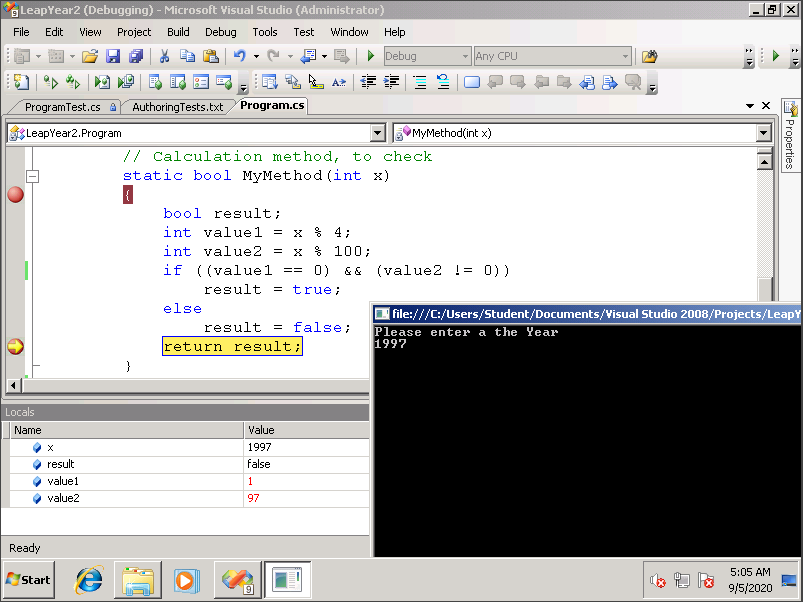 LeapYear2 (Debugging) - Microsoft Visual Studio (Administrator)
File Edit View Project Build Debug Tools Test Window Help
Debug Any CPU
ProgramTest.cs AuthoringTests.txt Program.cs
LeapYear2.Program MyMethod(int x)
Properties
// Calculation method, to check
static bool MyMethod(int x)
{
bool result;
int value1 = x % 4;
int value2 = x % 100;
if ((value1 == 0) && (value2 != 0))
result = true;
else
result = false;
return result;
}
file:///C:/Users/Student/Documents/Visual Studio 2008/Projects/LeapY
Please enter a the Year
1997
Locals
Name Value
x 1997
result false
value1 1
value2 97
Ready
Start
9
5:05 AM
9/5/2020